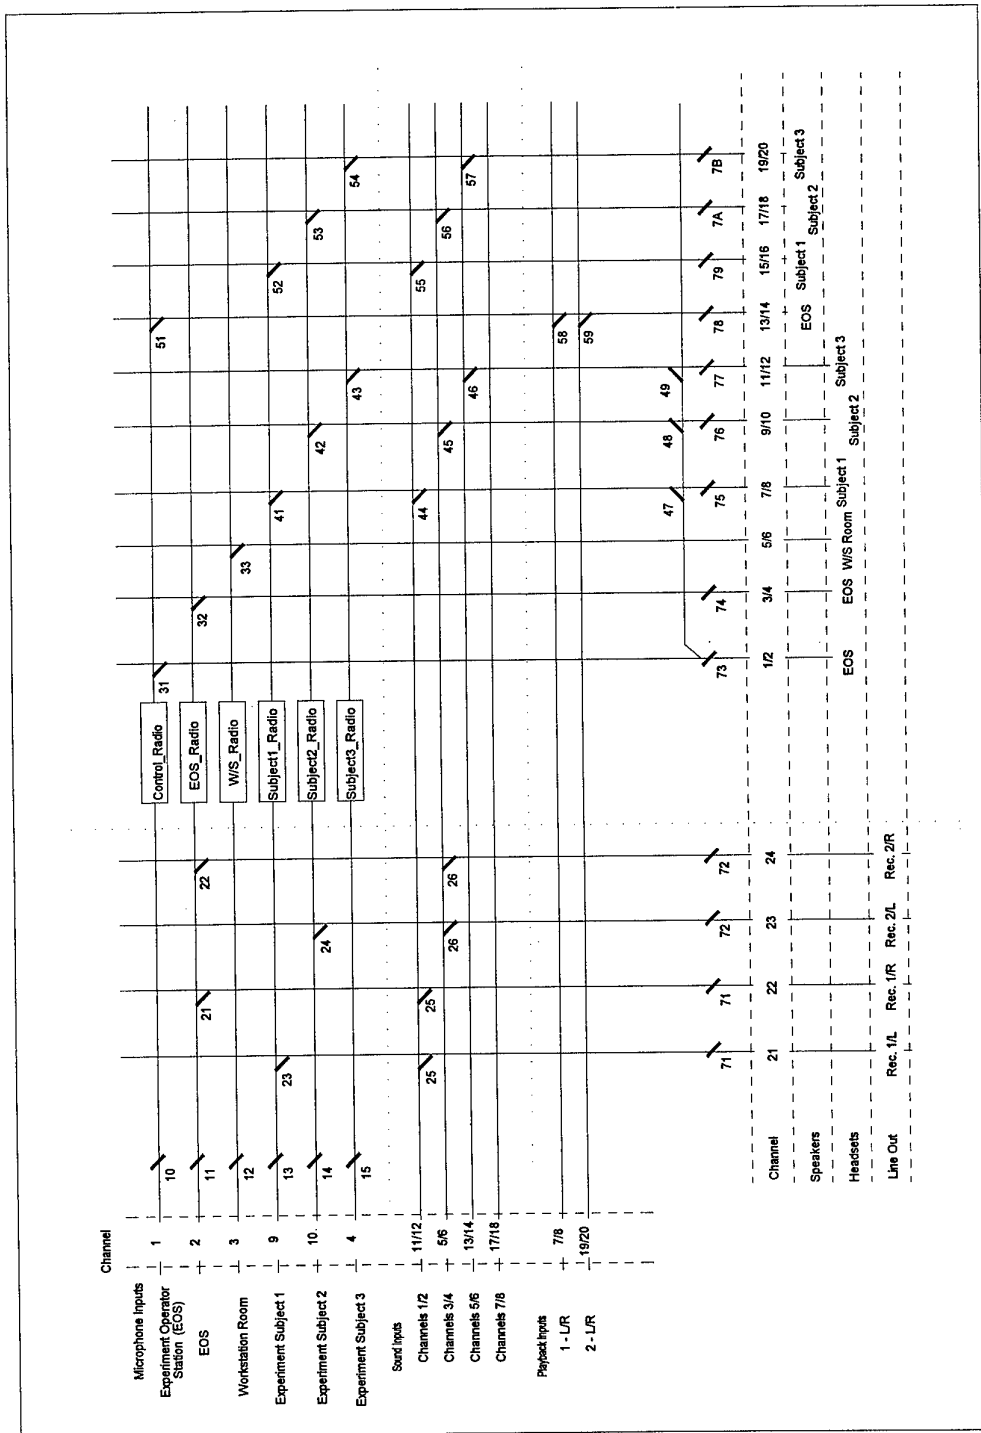 Channel
Microphone Inputs
Experiment Operator
Station (EOS)
1
10
Control_Radio
31
51
EOS
2
11
21
22
EOS_Radio
32
Workstation Room
3
12
W/S_Radio
33
Experiment Subject 1
9
13
23
Subject1_Radio
41
52
Experiment Subject 2
10.
14
24
Subject2_Radio
42
53
Experiment Subject 3
4
15
Subject3_Radio
43
54
Sound Inputs
Channels 1/2
11/12
25
25
44
55
Channels 3/4
5/6
26
26
45
56
Channels 5/6
13/14
46
57
Channels 7/8
17/18
Playback Inputs
1 - L/R
7/8
58
2 - L/R
19/20
59
47
48
49
71
71
72
72
73
74
75
76
77
78
79
7A
7B
Channel
21
22
23
24
1/2
3/4
5/6
7/8
9/10
11/12
13/14
15/16
17/18
19/20
Speakers
EOS
Subject 1
Subject 2
Subject 3
Headsets
EOS
EOS
W/S Room
Subject 1
Subject 2
Subject 3
Line Out
Rec. 1/L
Rec. 1/R
Rec. 2/L
Rec. 2/R